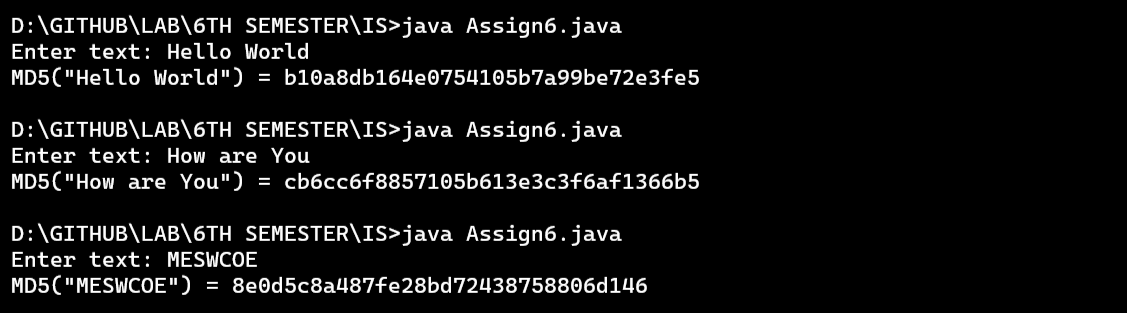 D:\GITHUB\LAB\6TH SEMESTER\IS>java Assign6.java
Enter text: Hello World
MD5("Hello World") = b10a8db164e0754105b7a99be72e3fe5
D:\GITHUB\LAB\6TH SEMESTER\IS>java Assign6.java
Enter text: How are You
MD5("How are You") = cb6cc6f8857105b613e3c3f6af1366b5
D:\GITHUB\LAB\6TH SEMESTER\IS>java Assign6.java
Enter text: MESWCOE
MD5("MESWCOE") = 8e0d5c8a487fe28bd72438758806d146